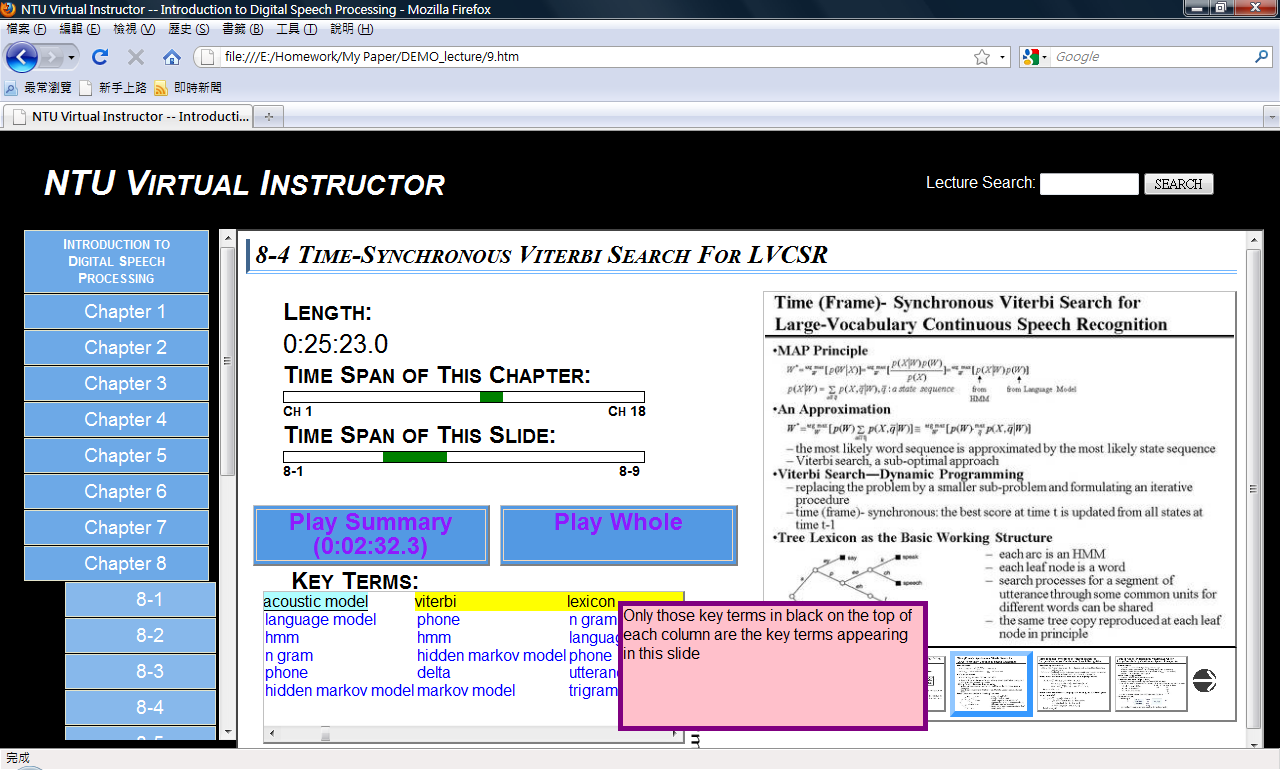 NTU Virtual Instructor -- Introduction to Digital Speech Processing - Mozilla Firefox
檔案 (F) 編輯 (E) 檢視 (V) 歷史 (S) 書籤 (B) 工具 (T) 說明 (H)
file:///E:/Homework/My Paper/DEMO_lecture/9.htm
Google
最常瀏覽 新手上路 即時新聞
NTU Virtual Instructor -- Introducti...
NTU VIRTUAL INSTRUCTOR
Lecture Search: SEARCH
INTRODUCTION TO
DIGITAL SPEECH
PROCESSING
Chapter 1
Chapter 2
Chapter 3
Chapter 4
Chapter 5
Chapter 6
Chapter 7
Chapter 8
8-1
8-2
8-3
8-4
8-5
8-4 TIME-SYNCHRONOUS VITERBI SEARCH FOR LVCSR
LENGTH:
0:25:23.0
TIME SPAN OF THIS CHAPTER:
CH 1 CH 18
TIME SPAN OF THIS SLIDE:
8-1 8-9
Play Summary
(0:02:32.3)
Play Whole
KEY TERMS:
acoustic model viterbi lexicon
language model phone n gram
hmm hmm
n gram hidden markov model phone
phone delta
hidden markov model markov model trigram
Only those key terms in black on the top of
each column are the key terms appearing
in this slide
Time (Frame)- Synchronous Viterbi Search for
Large-Vocabulary Continuous Speech Recognition
•MAP Principle
from from Language Model
HMM
•An Approximation
– the most likely word sequence is approximated by the most likely state sequence
– Viterbi search, a sub-optimal approach
•Viterbi Search—Dynamic Programming
– replacing the problem by a smaller sub-problem and formulating an iterative
procedure
– time (frame)- synchronous: the best score at time t is updated from all states at
time t-1
•Tree Lexicon as the Basic Working Structure
say
speak
speech
– each arc is an HMM
– each leaf node is a word
– search processes for a segment of
utterance through some common units for
different words can be shared
– the same tree copy reproduced at each leaf
node in principle
完成